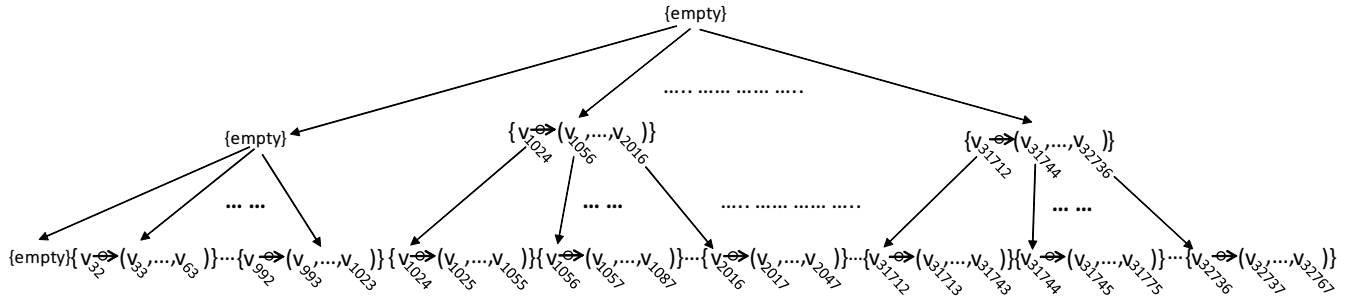 {empty}
..... ...... ...... .....
{empty} {v1024 ⊸ (v1056,...,v2016)} {v31712 ⊸ (v31744,...,v32736)}
... ... ... ... ..... ...... ...... ..... ... ...
{empty}{v32 ⊸ (v33,...,v63)}...{v992 ⊸ (v993,...,v1023)}{v1024 ⊸ (v1025,...,v1055)}{v1056 ⊸ (v1057,...,v1087)}...{v2016 ⊸ (v2017,...,v2047)}...{v31712 ⊸ (v31713,...,v31743)}{v31744 ⊸ (v31745,...,v31775)}...{v32736 ⊸ (v32737,...,v32767)}